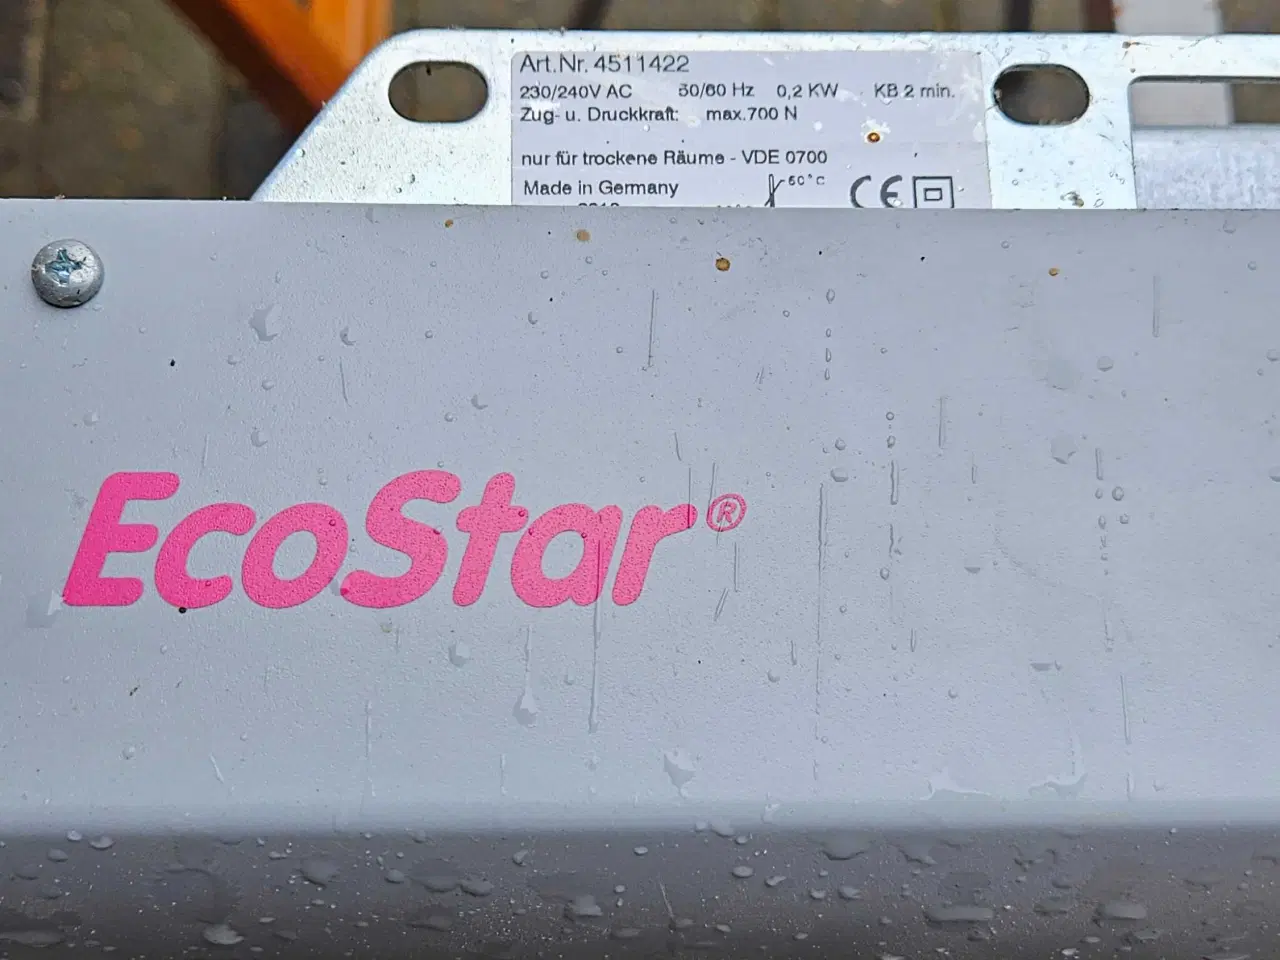 Art.Nr. 4511422
230/240V AC 50/60 Hz 0,2 KW KB 2 min.
Zug- u. Druckkraft: max.700 N
nur für trockene Räume - VDE 0700
Made in Germany 60°C CE
EcoStar®